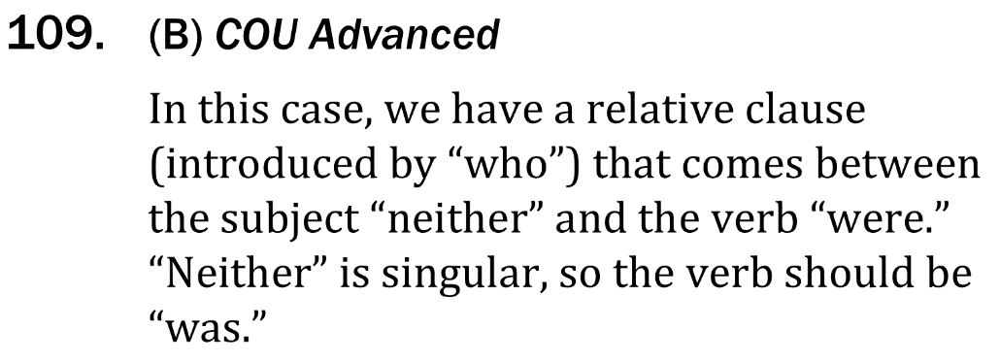 109. (B) COU Advanced
In this case, we have a relative clause
(introduced by “who”) that comes between
the subject “neither” and the verb “were.”
“Neither” is singular, so the verb should be
“was.”